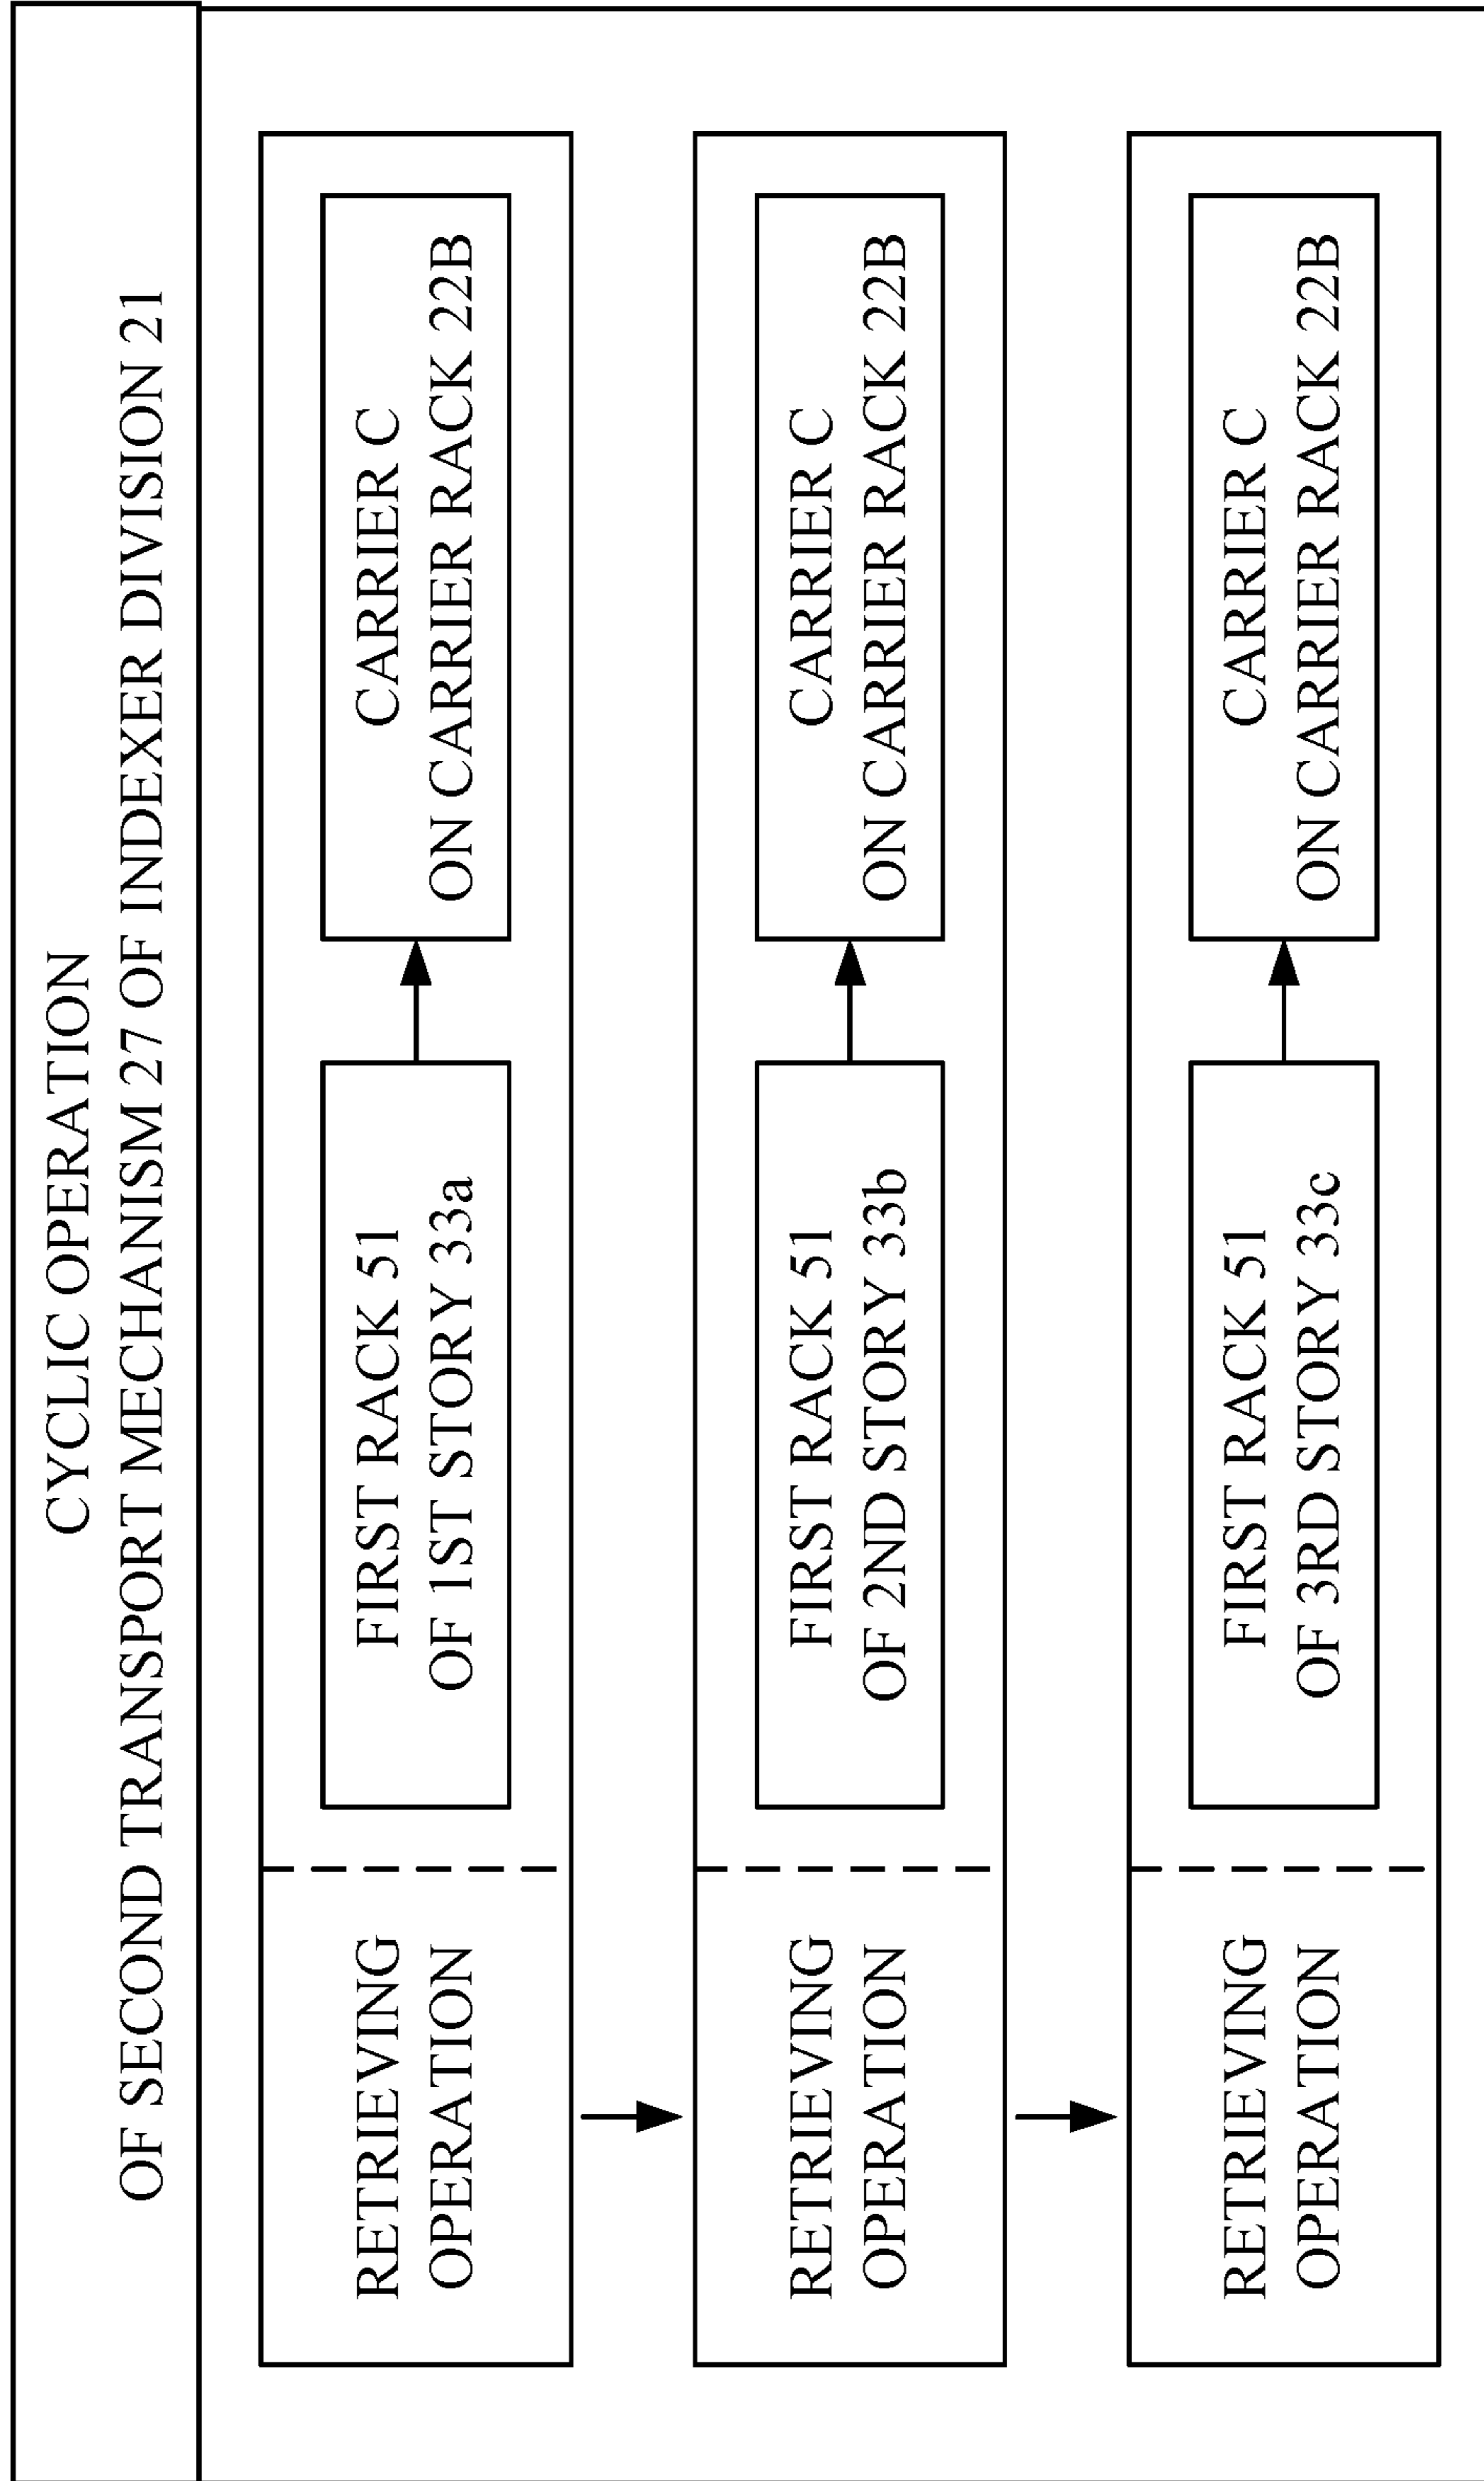 CYCLIC OPERATION
OF SECOND TRANSPORT MECHANISM 27 OF INDEXER DIVISION 21
RETRIEVING
OPERATION
FIRST RACK 51
OF 1ST STORY 33a
CARRIER C
ON CARRIER RACK 22B
RETRIEVING
OPERATION
FIRST RACK 51
OF 2ND STORY 33b
CARRIER C
ON CARRIER RACK 22B
RETRIEVING
OPERATION
FIRST RACK 51
OF 3RD STORY 33c
CARRIER C
ON CARRIER RACK 22B